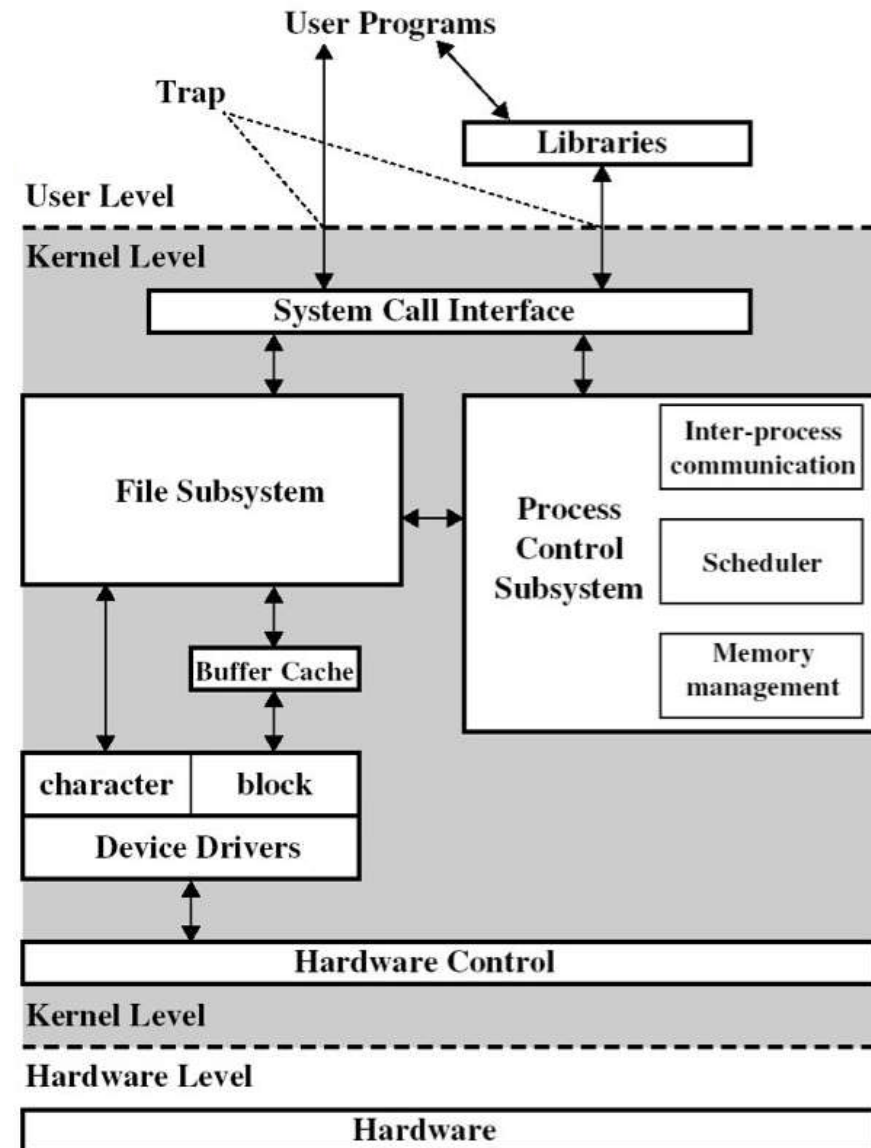 User Programs
Trap
Libraries
User Level
Kernel Level
System Call Interface
File Subsystem
Process
Control
Subsystem
Inter-process
communication
Scheduler
Memory
management
Buffer Cache
character
block
Device Drivers
Hardware Control
Kernel Level
Hardware Level
Hardware